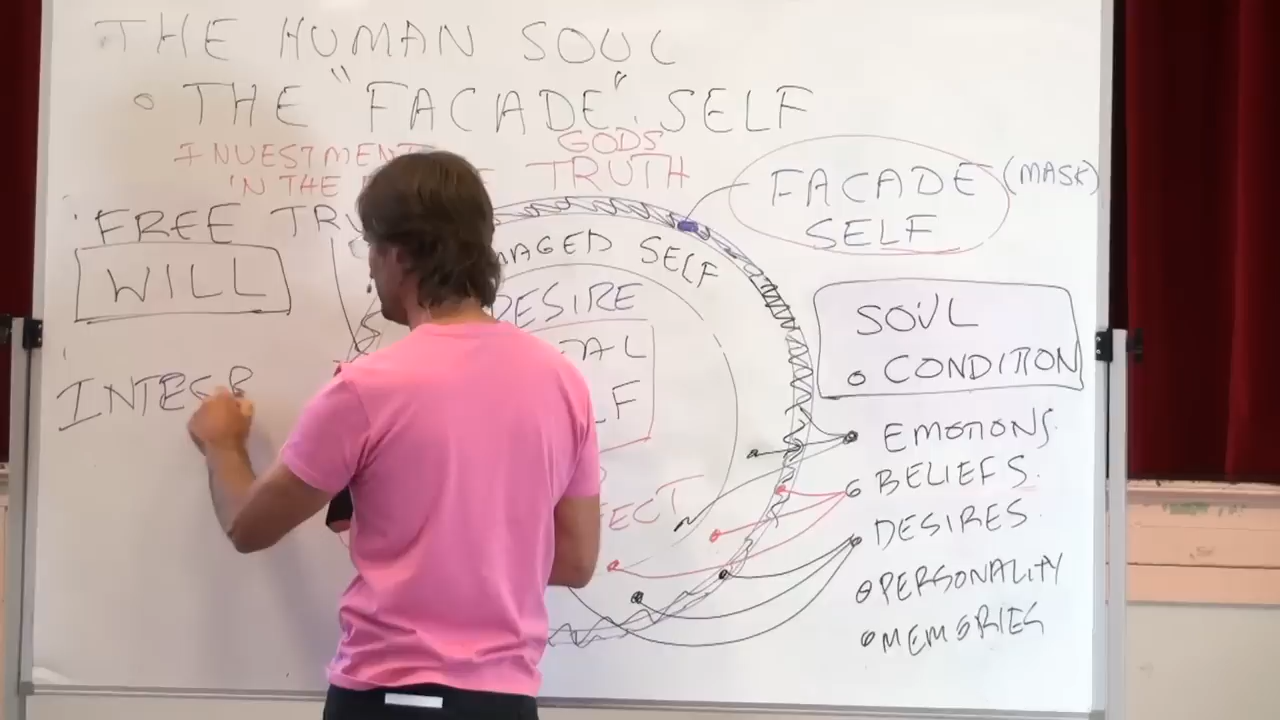 THE HUMAN SOUL
THE "FACADE" SELF
INVESTMENT
IN THE
GODS
TRUTH
FREE
WILL
FACADE (MASK)
SELF
SELF
DESIRE
SOUL
CONDITION
EMOTIONS
BELIEFS
DESIRES
PERSONALITY
MEMORIES